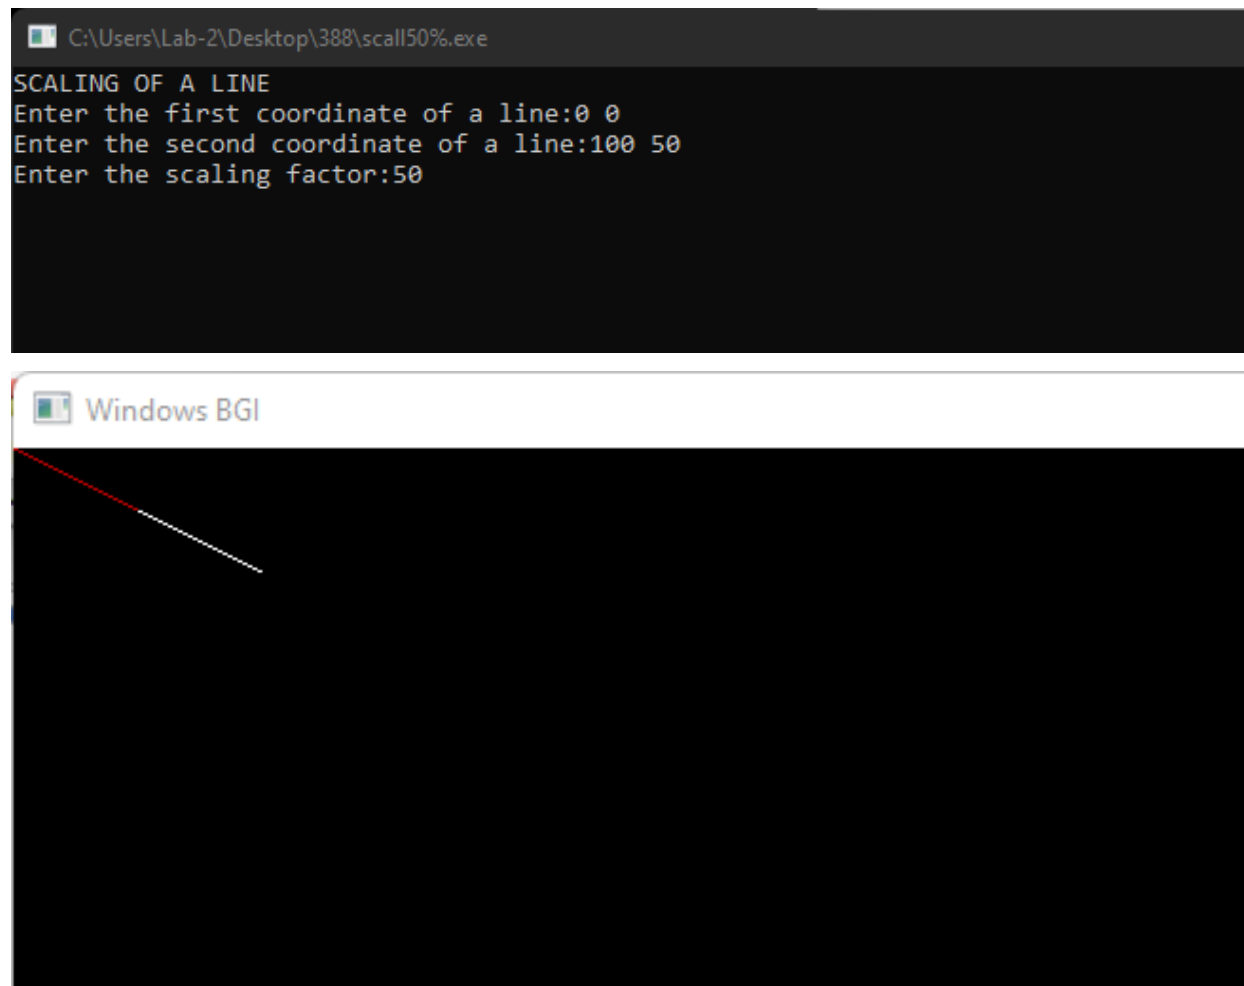 C:\Users\Lab-2\Desktop\388\scall50%.exe
SCALING OF A LINE
Enter the first coordinate of a line:0 0
Enter the second coordinate of a line:100 50
Enter the scaling factor:50
Windows BGI